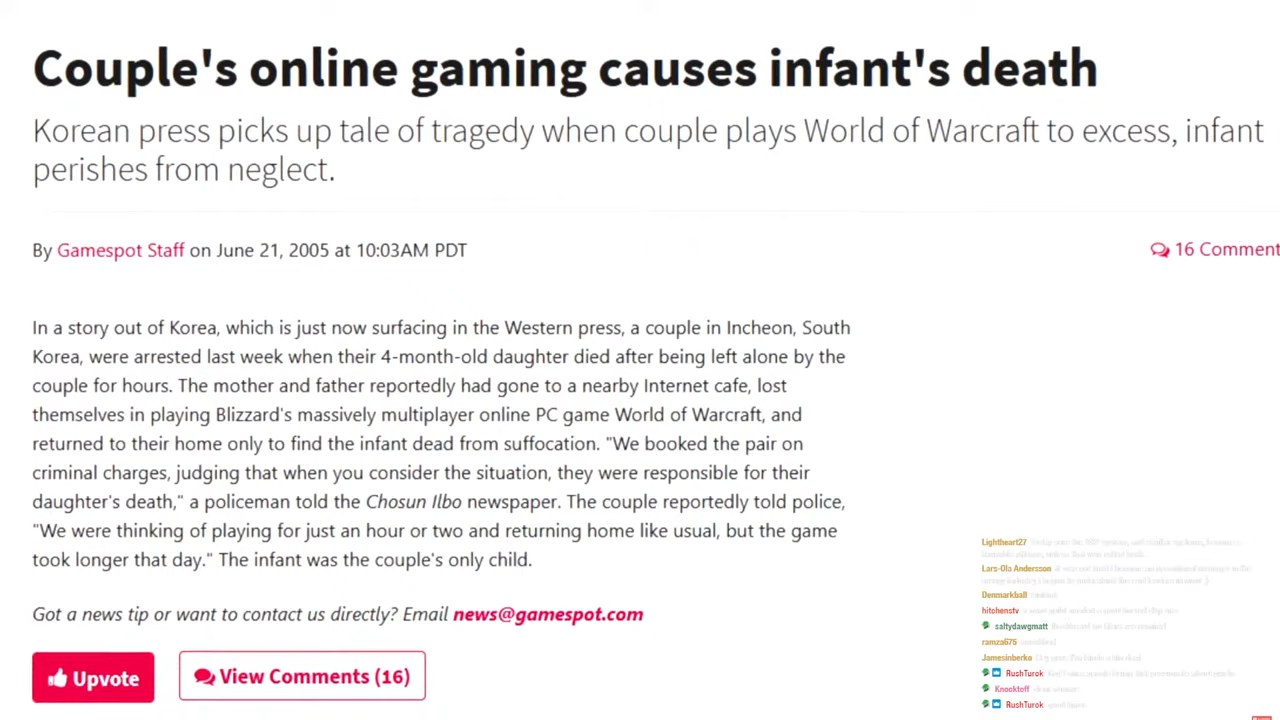 Couple's online gaming causes infant's death
Korean press picks up tale of tragedy when couple plays World of Warcraft to excess, infant
perishes from neglect.
By Gamespot Staff on June 21, 2005 at 10:03AM PDT
16 Comment
In a story out of Korea, which is just now surfacing in the Western press, a couple in Incheon, South
Korea, were arrested last week when their 4-month-old daughter died after being left alone by the
couple for hours. The mother and father reportedly had gone to a nearby Internet cafe, lost
themselves in playing Blizzard's massively multiplayer online PC game World of Warcraft, and
returned to their home only to find the infant dead from suffocation. "We booked the pair on
criminal charges, judging that when you consider the situation, they were responsible for their
daughter's death," a policeman told the Chosun Ilbo newspaper. The couple reportedly told police,
"We were thinking of playing for just an hour or two and returning home like usual, but the game
took longer that day." The infant was the couple's only child.
Got a news tip or want to contact us directly? Email news@gamespot.com
Upvote
View Comments (16)
Lightheart27
Lars-Ola Andersson
Denmarkball
hitchenstv
saltydawgmatt
ramza676
Jamesinberko
RushTurok
Knocktoff
RushTurok